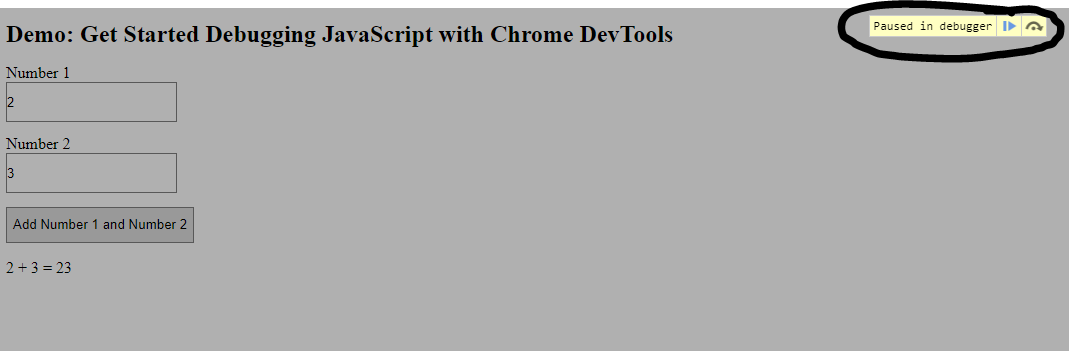 Demo: Get Started Debugging JavaScript with Chrome DevTools
Paused in debugger
Number 1
2
Number 2
3
Add Number 1 and Number 2
2 + 3 = 23